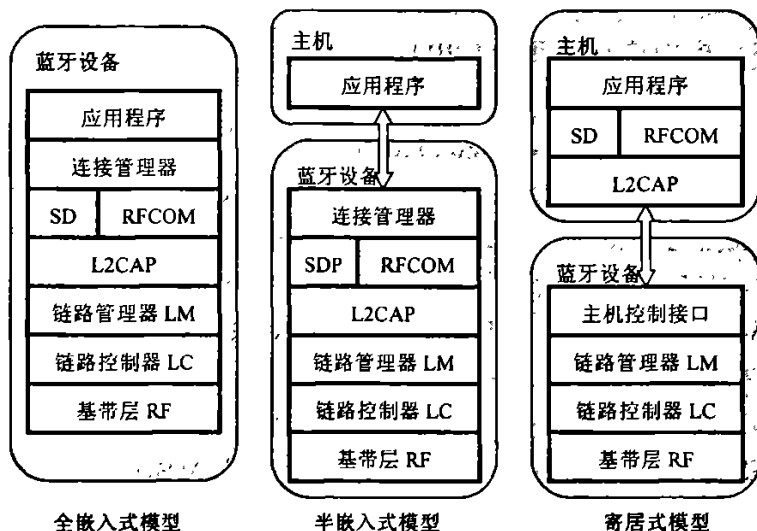 蓝牙设备
应用程序
连接管理器
SD RFCOM
L2CAP
链路管理器 LM
链路控制器 LC
基带层 RF
全嵌入式模型
主机
应用程序
蓝牙设备
连接管理器
SDP RFCOM
L2CAP
链路管理器 LM
链路控制器 LC
基带层 RF
半嵌入式模型
主机
应用程序
SD RFCOM
L2CAP
蓝牙设备
主机控制接口
链路管理器 LM
链路控制器 LC
基带层 RF
寄居式模型